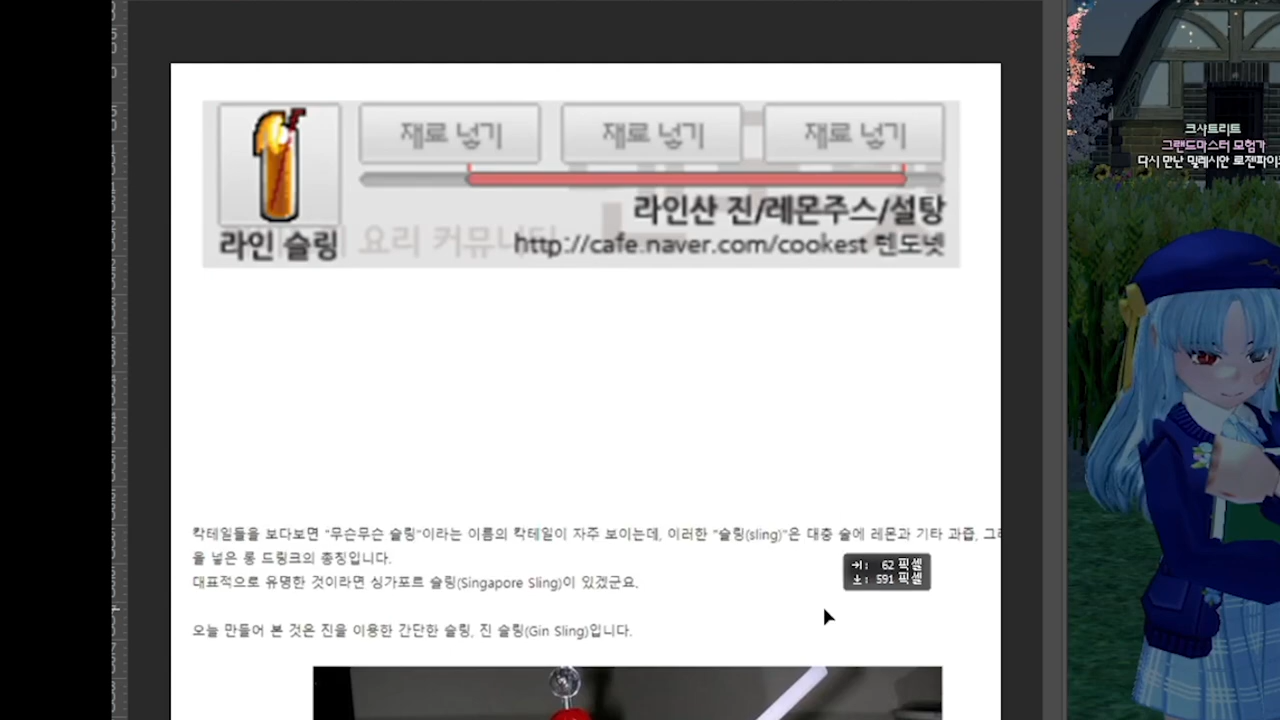 재료 넣기 재료 넣기 재료 넣기
라인산 진/레몬주스/설탕
라인 슬링 요리 커뮤니티 http://cafe.naver.com/cookest 렌도넷
칵테일들을 보다보면 "무슨무슨 슬링"이라는 이름의 칵테일이 자주 보이는데, 이러한 "슬링(sling)"은 대충 술에 레몬과 기타 과즙,
을 넣은 롱 드링크의 총칭입니다.
대표적으로 유명한 것이라면 싱가포르 슬링(Singapore Sling)이 있겠군요.
오늘 만들어 본 것은 진을 이용한 간단한 슬링, 진 슬링(Gin Sling)입니다.
62 픽셀
591 픽셀
크샤트리트
그랜드마스터 모험가
다시 만난 밀레시안 로젠파이